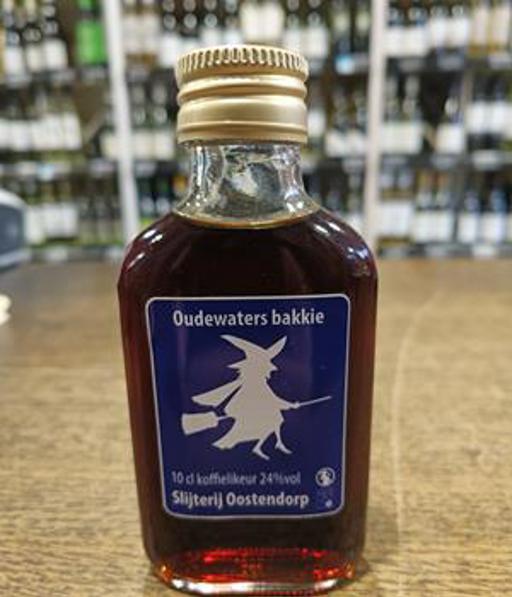 Oudewaters bakkie
10 cl koffielikeur 24%vol
Slijterij Oostendorp